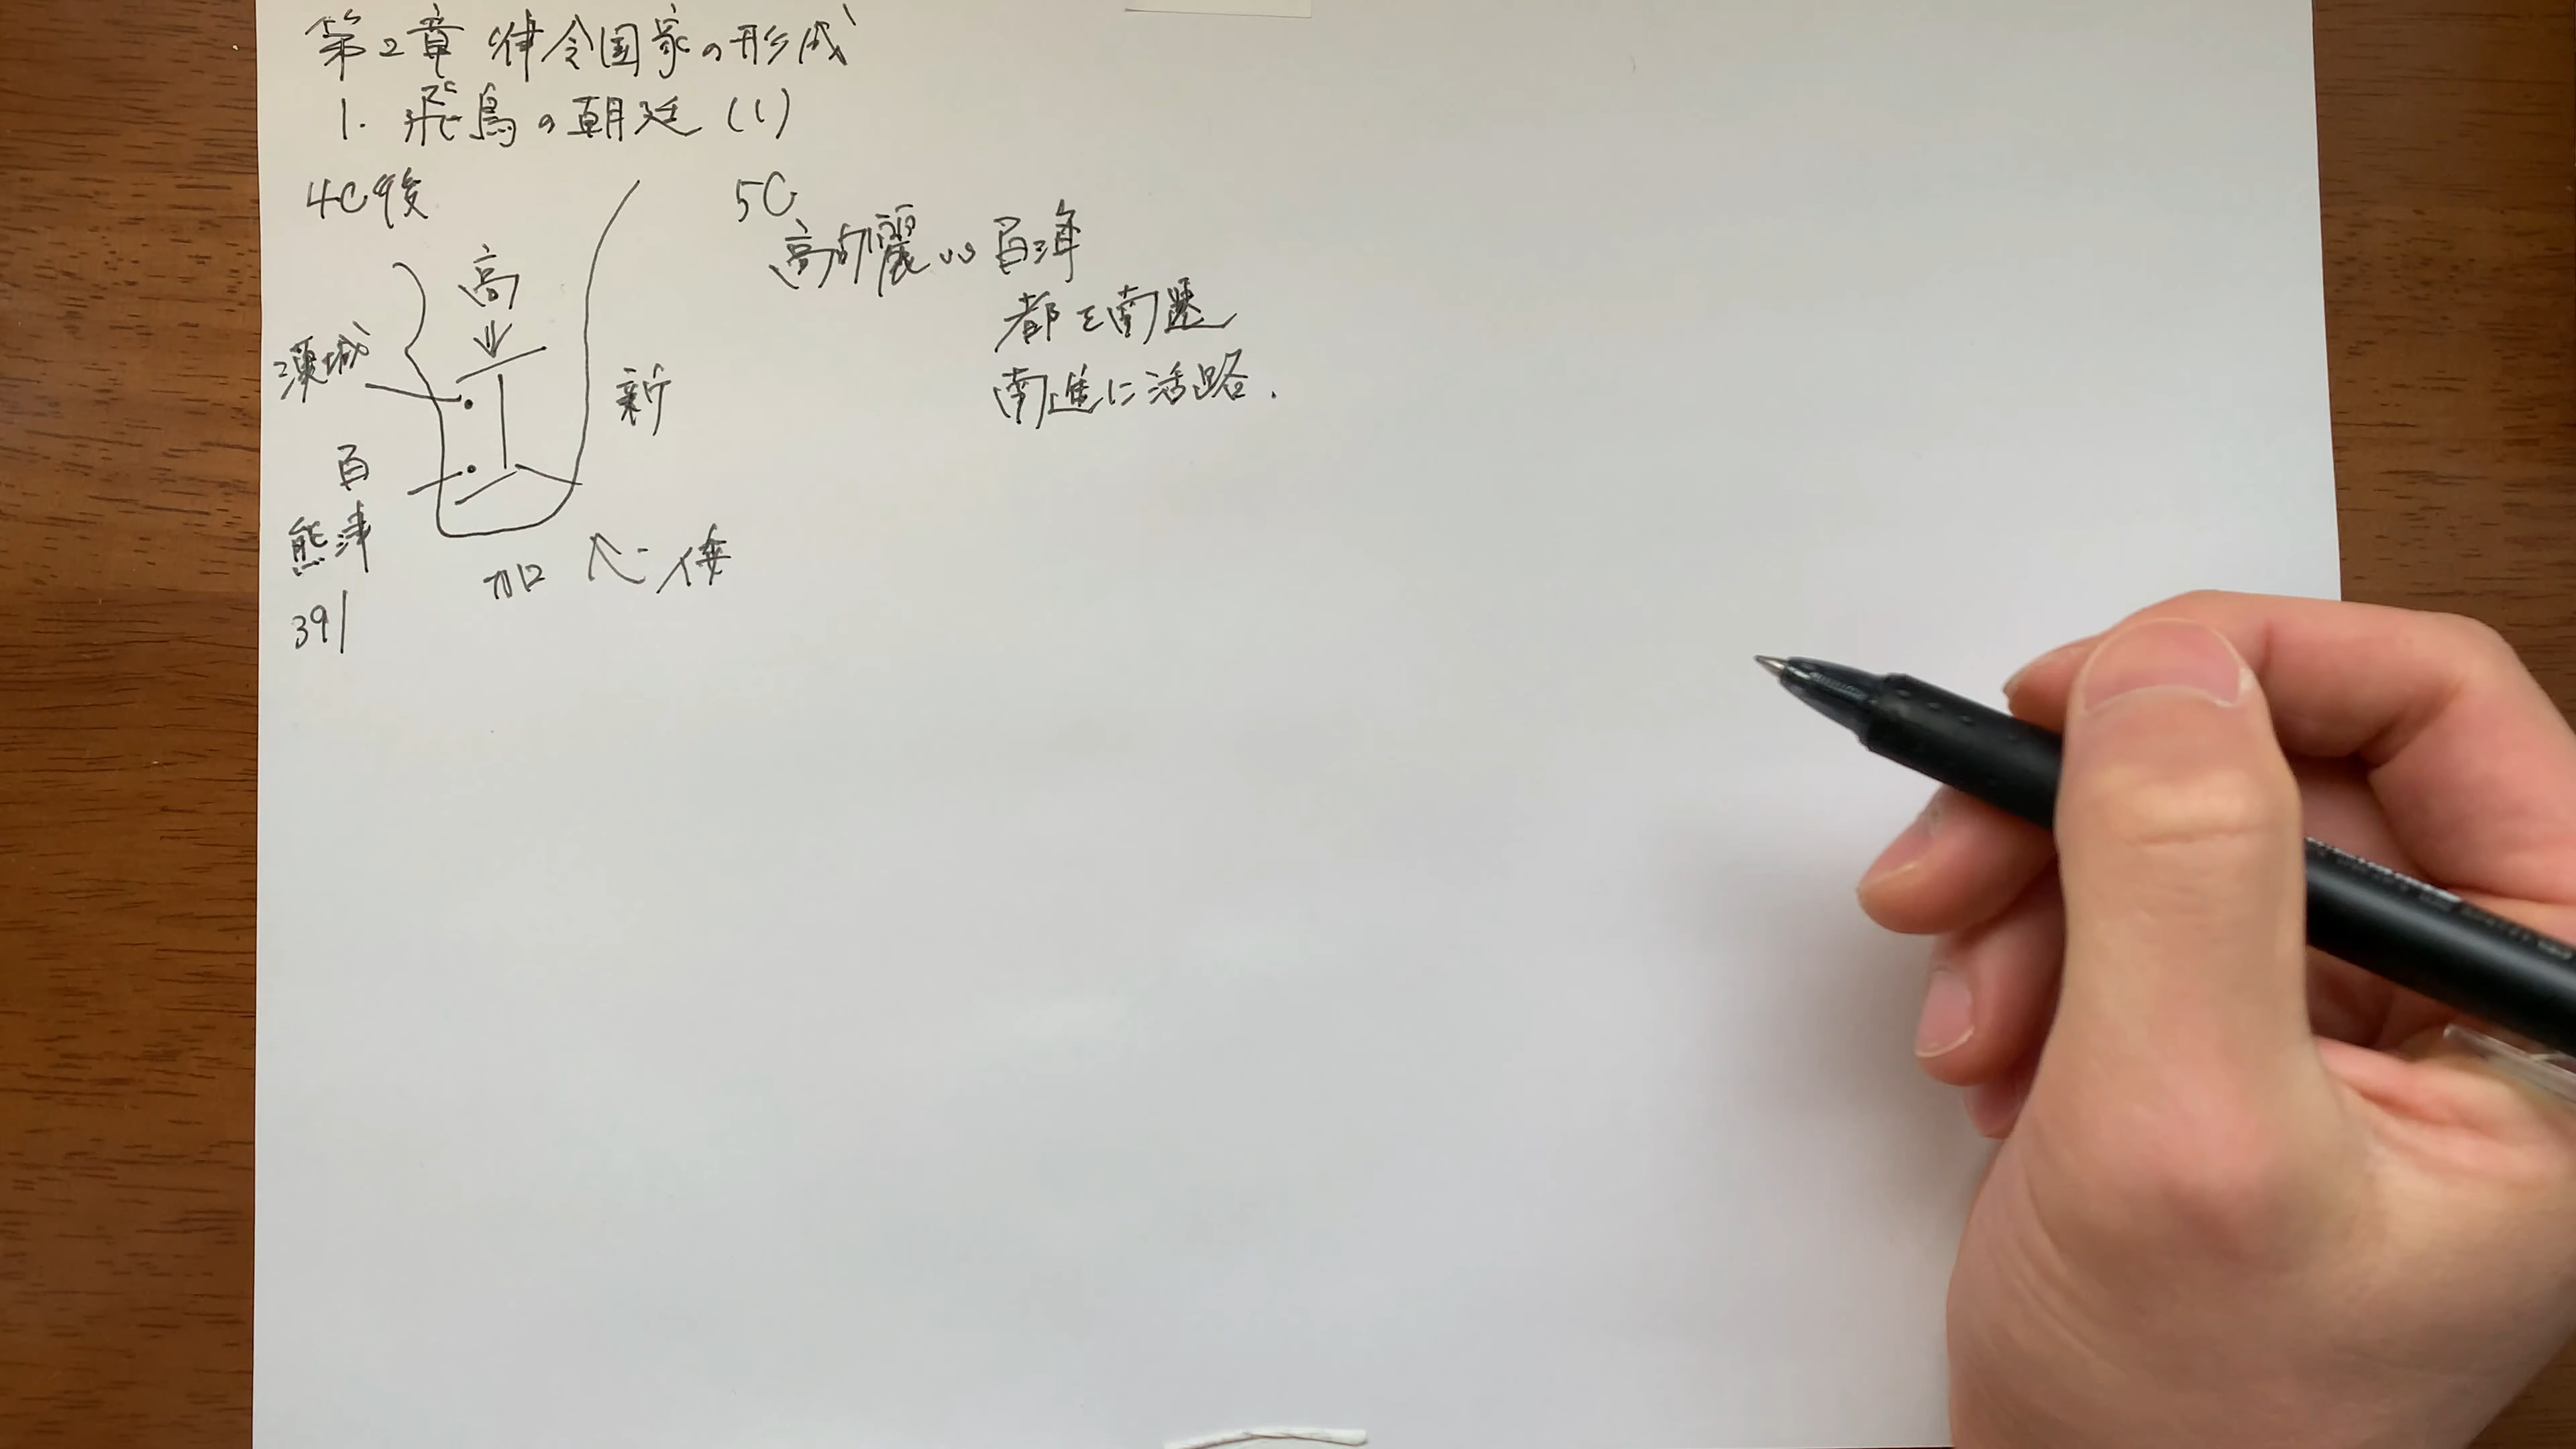 第2章 律令国家の形成
1. 飛鳥の朝廷 (1)
4C後
高
漢城
新
百
熊津
加 ← 倭
391
5C
高句麗 vs 百済
都を南遷
南進に活路.